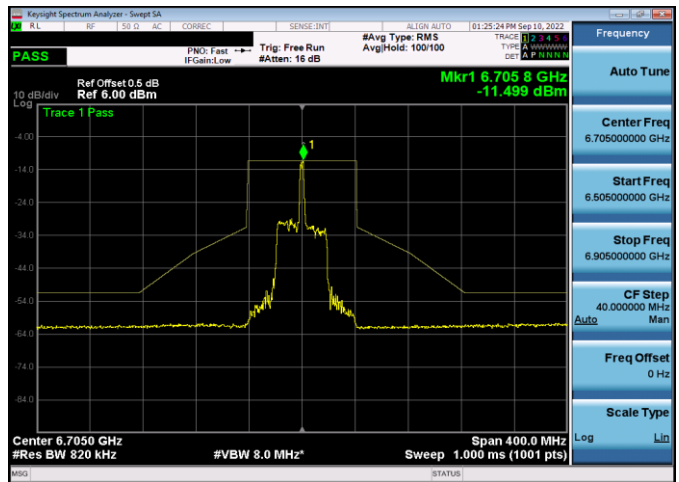 Keysight Spectrum Analyzer - Swept SA
RL RF 50 Ω AC CORREC SENSE:INT ALIGN AUTO 01:25:24 PM Sep 10, 2022
PASS
PNO: Fast
IFGain:Low
Trig: Free Run
#Atten: 16 dB
#Avg Type: RMS
Avg|Hold: 100/100
TRACE 1 2 3 4 5 6
TYPE A WWWWW
DET A P N N N N
Ref Offset 0.5 dB
Ref 6.00 dBm
10 dB/div
Log
Mkr1 6.705 8 GHz
-11.499 dBm
Trace 1 Pass
1
-4.00
-14.0
-24.0
-34.0
-44.0
-54.0
-64.0
-74.0
-84.0
Center 6.7050 GHz
#Res BW 820 kHz
#VBW 8.0 MHz*
Span 400.0 MHz
Sweep 1.000 ms (1001 pts)
MSG
STATUS
Frequency
Auto Tune
Center Freq
6.705000000 GHz
Start Freq
6.505000000 GHz
Stop Freq
6.905000000 GHz
CF Step
40.000000 MHz
Auto Man
Freq Offset
0 Hz
Scale Type
Log Lin